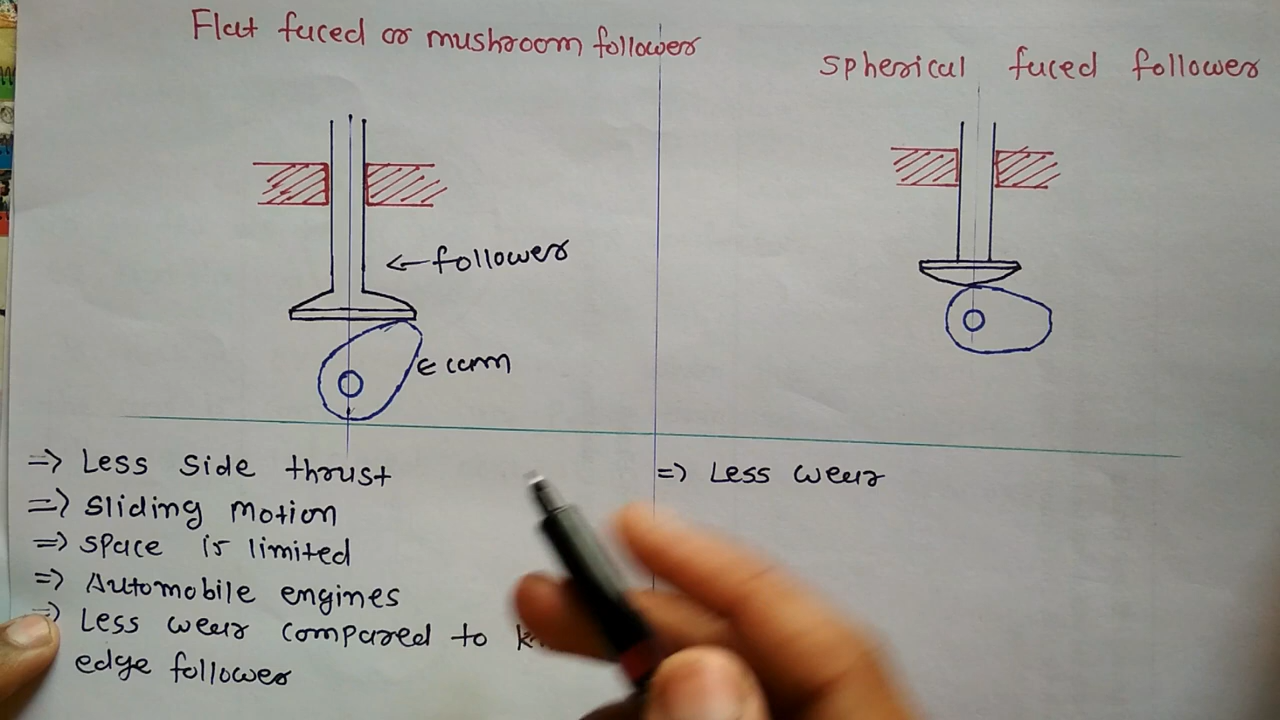 Flat faced or mushroom follower
Spherical faced follower
← follower
← cam
⇒ Less side thrust
⇒ sliding motion
⇒ space is limited
⇒ Automobile engines
⇒ Less wear compared to
edge follower
⇒ Less wear